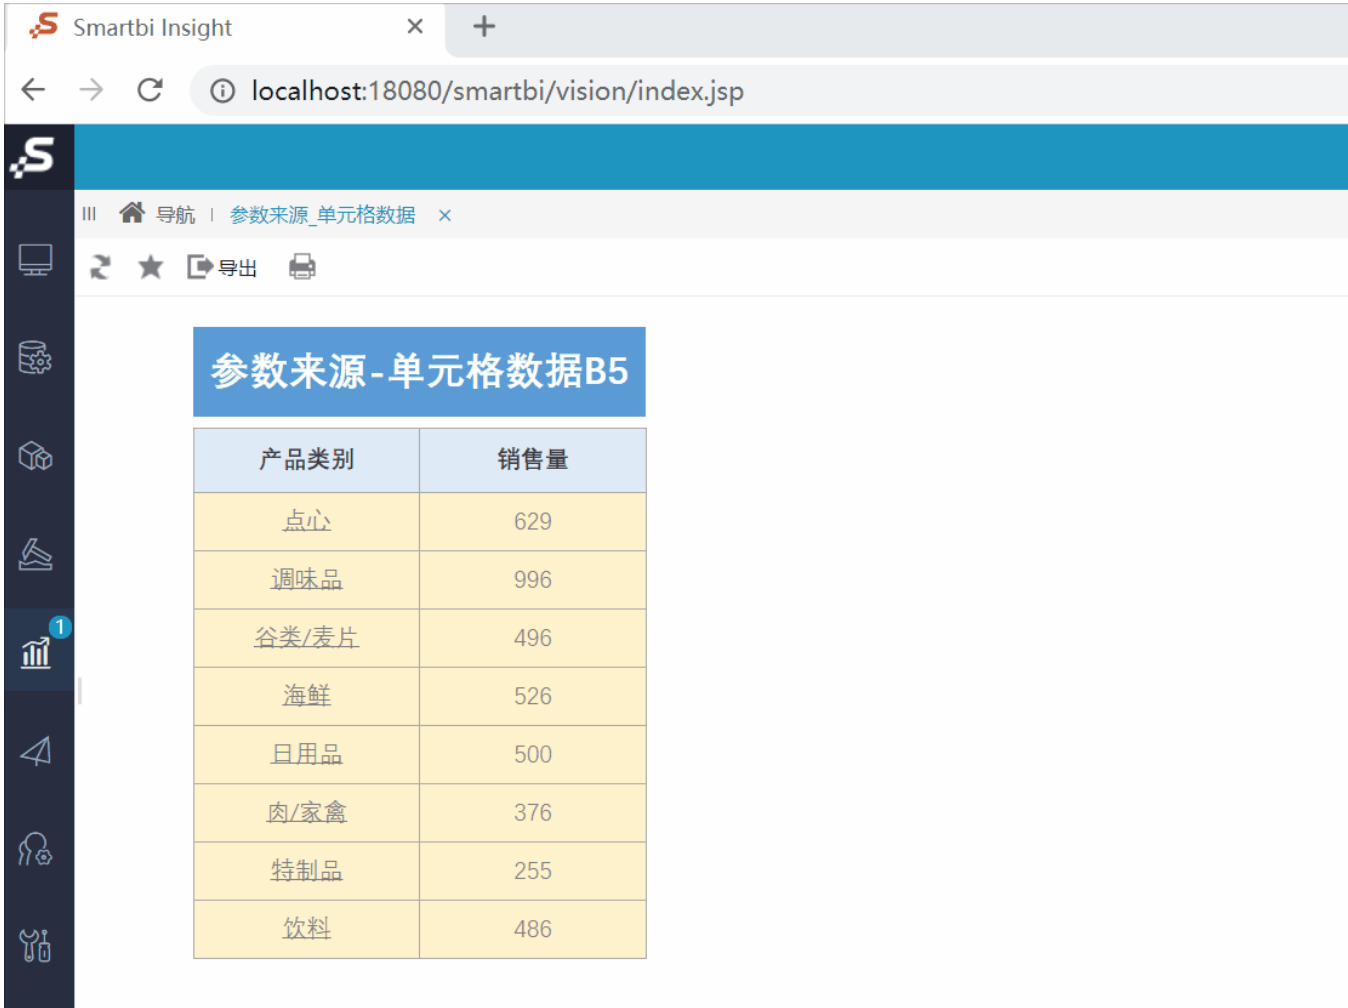 Smartbi Insight
localhost:18080/smartbi/vision/index.jsp
导航 参数来源_单元格数据
导出
参数来源-单元格数据B5
产品类别 销售量
点心 629
调味品 996
谷类/麦片 496
海鲜 526
日用品 500
1
肉/家禽 376
特制品 255
饮料 486